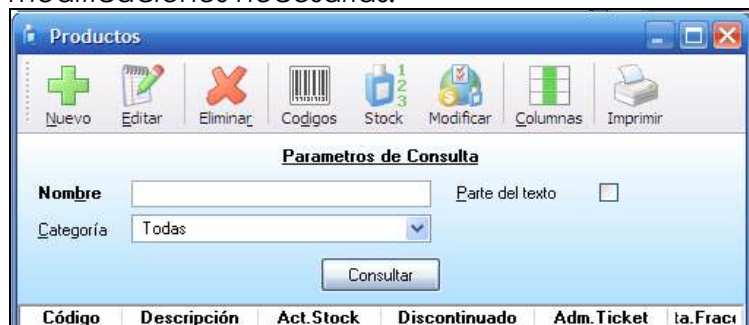 modificaciones necesarias.
Productos
Nuevo Editar Eliminar Codigos Stock Modificar Columnas Imprimir
Parametros de Consulta
Nombre Parte del texto
Categoría Todas
Consultar
Código Descripción Act.Stock Discontinuado Adm.Ticket ta.Frac